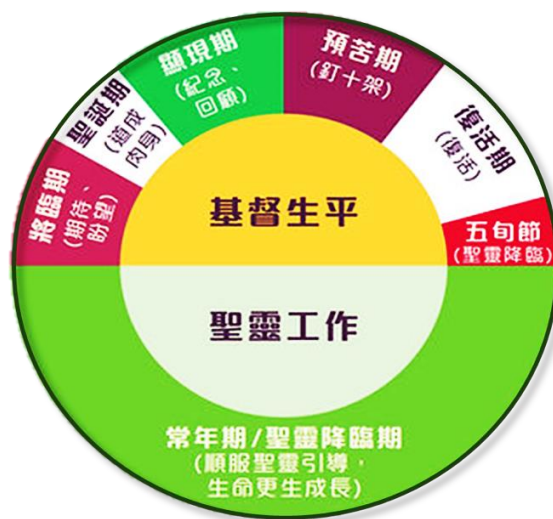 將臨期
(期待、
盼望)
聖誕期
(道成
肉身)
顯現期
(紀念、
回顧)
預苦期
(釘十架)
復活期
(復活)
五旬節
(聖靈降臨)
基督生平
聖靈工作
常年期/聖靈降臨期
(順服聖靈引導，
生命更生成長)